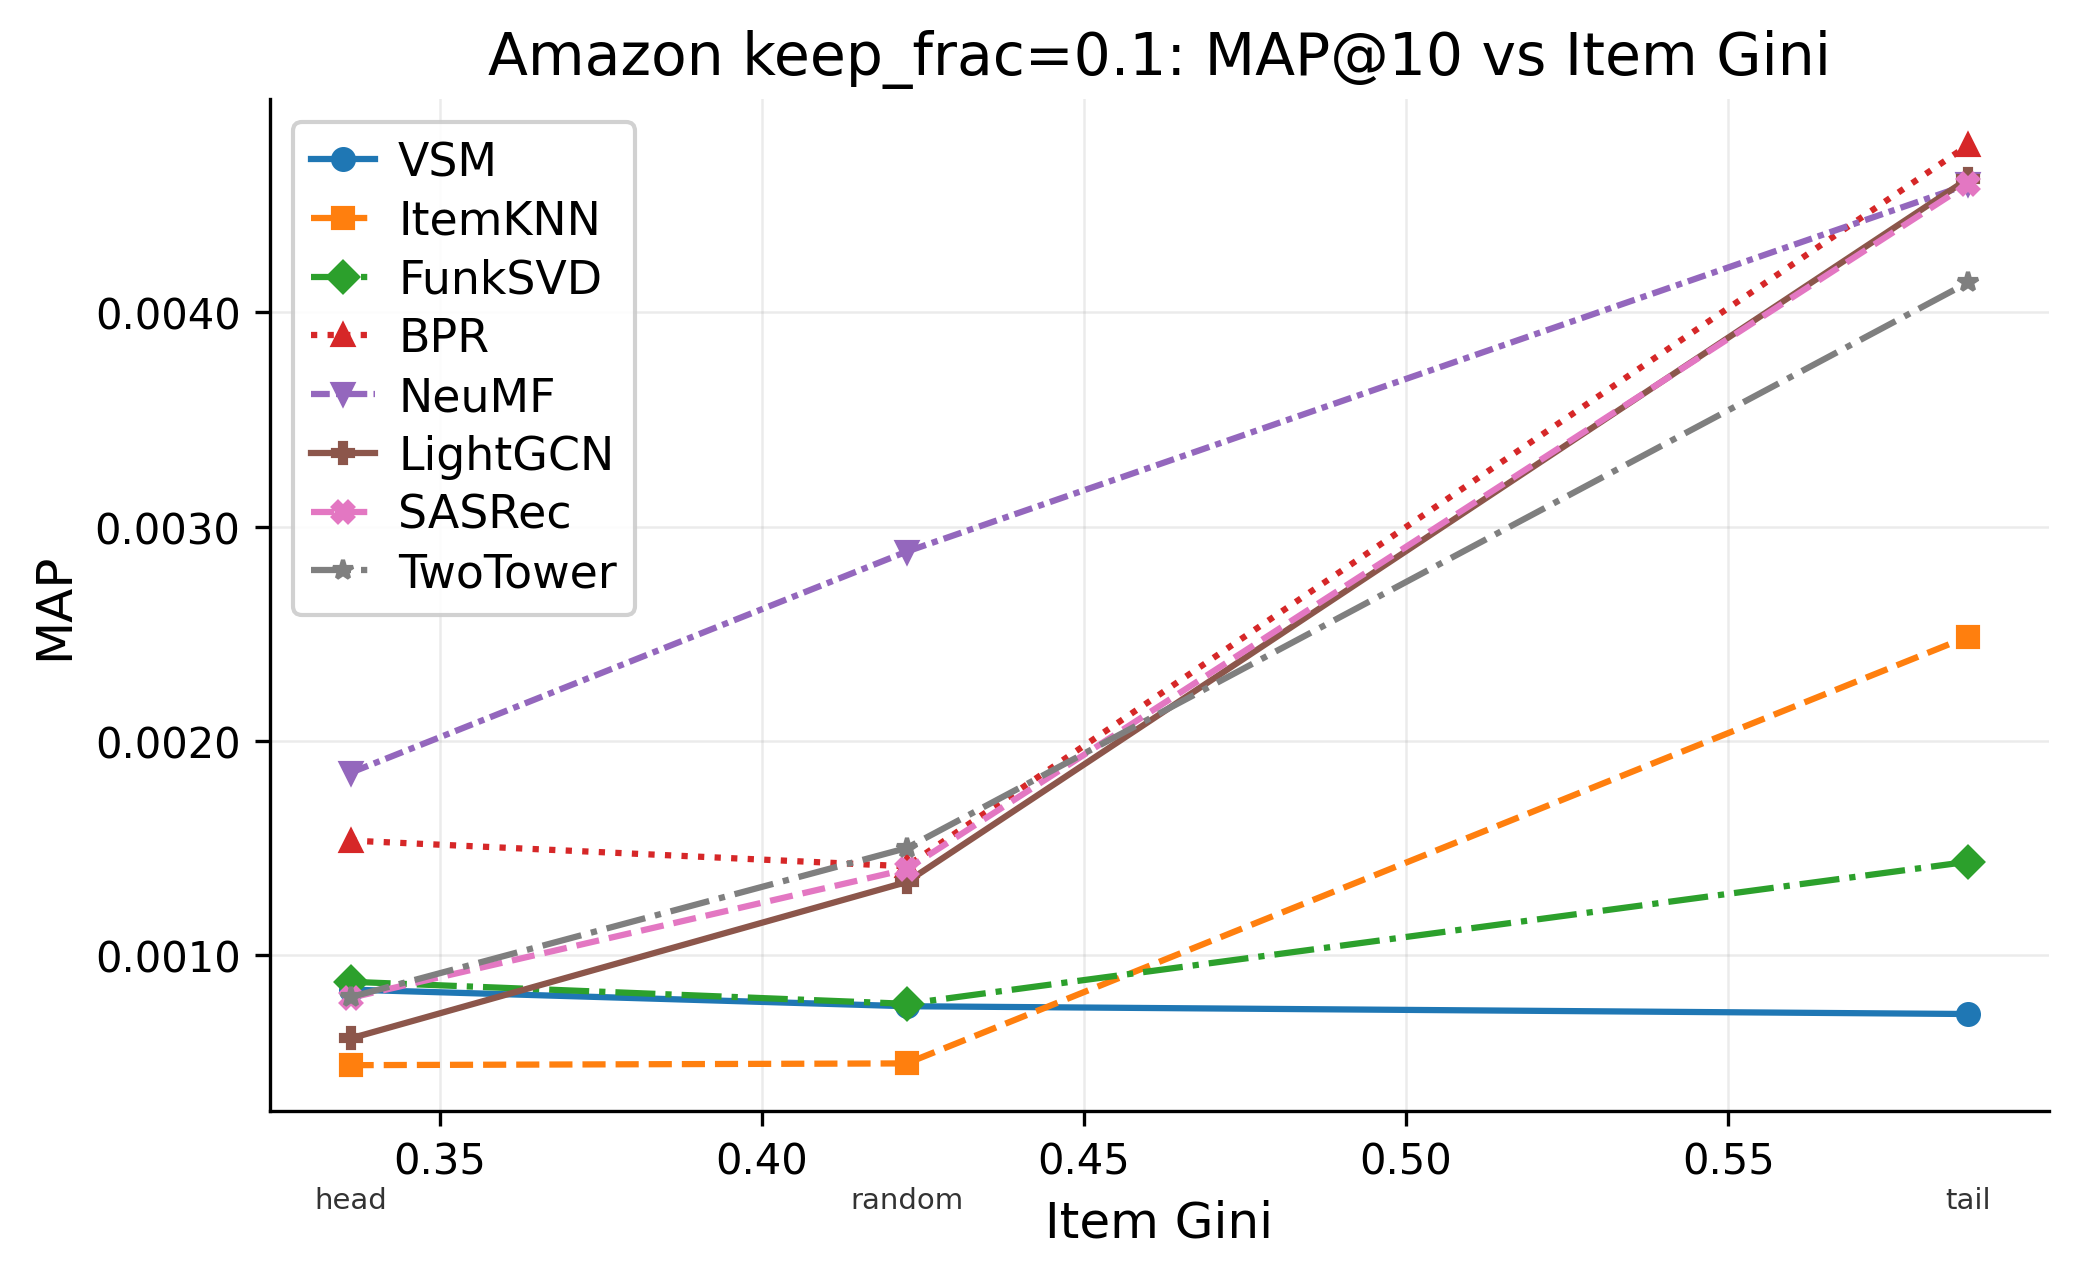 Amazon keep_frac=0.1: MAP@10 vs Item Gini
VSM
ItemKNN
FunkSVD
BPR
NeuMF
LightGCN
SASRec
TwoTower
MAP
0.0040
0.0030
0.0020
0.0010
0.35 0.40 0.45 0.50 0.55
head random tail
Item Gini